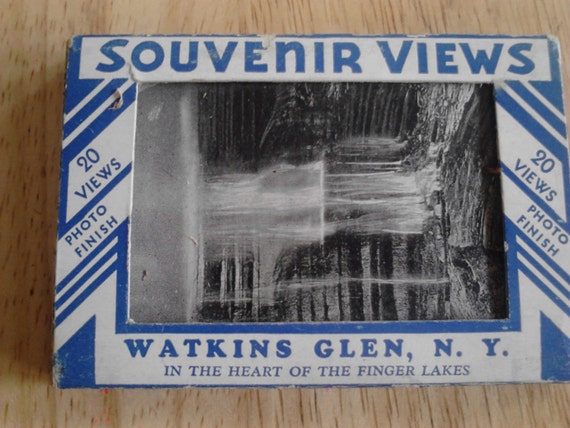 SOUVENIR VIEWS
20
VIEWS
PHOTO
FINISH
20
VIEWS
PHOTO
FINISH
WATKINS GLEN, N. Y.
IN THE HEART OF THE FINGER LAKES